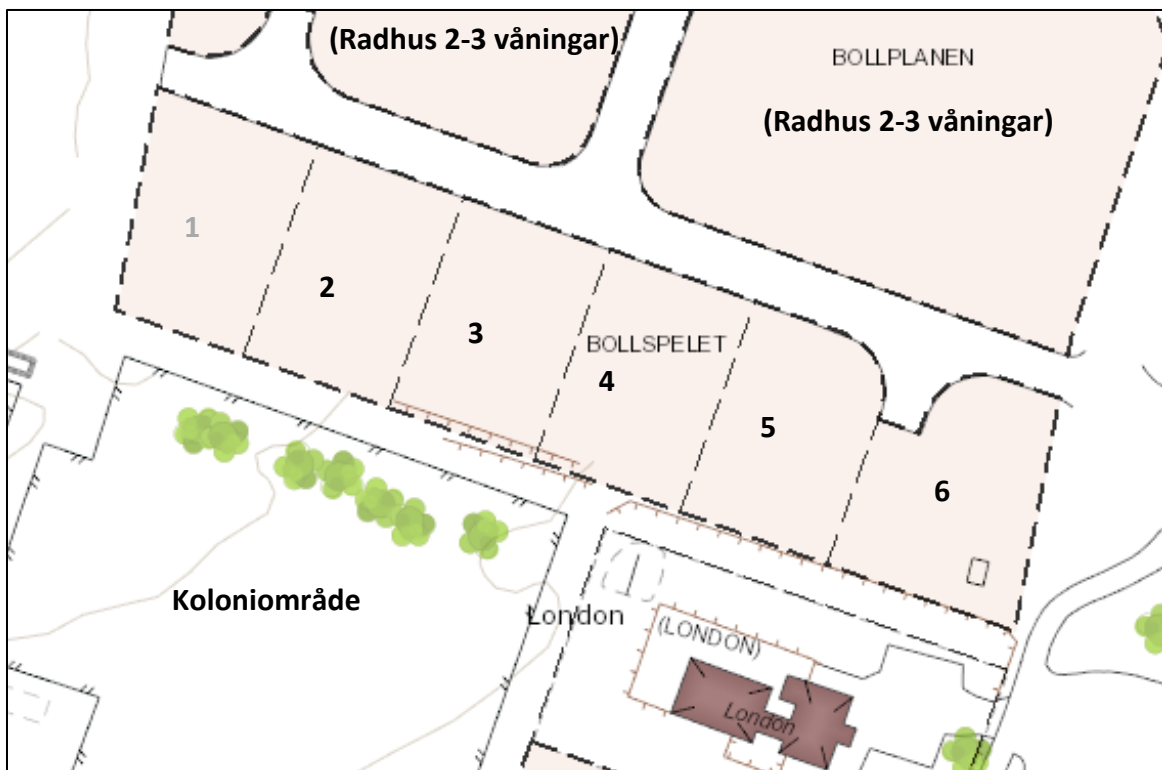 (Radhus 2-3 våningar)
BOLLPLANEN
(Radhus 2-3 våningar)
1
2
3
BOLLSPELET
4
5
6
Koloniområde
London
(LONDON)
London